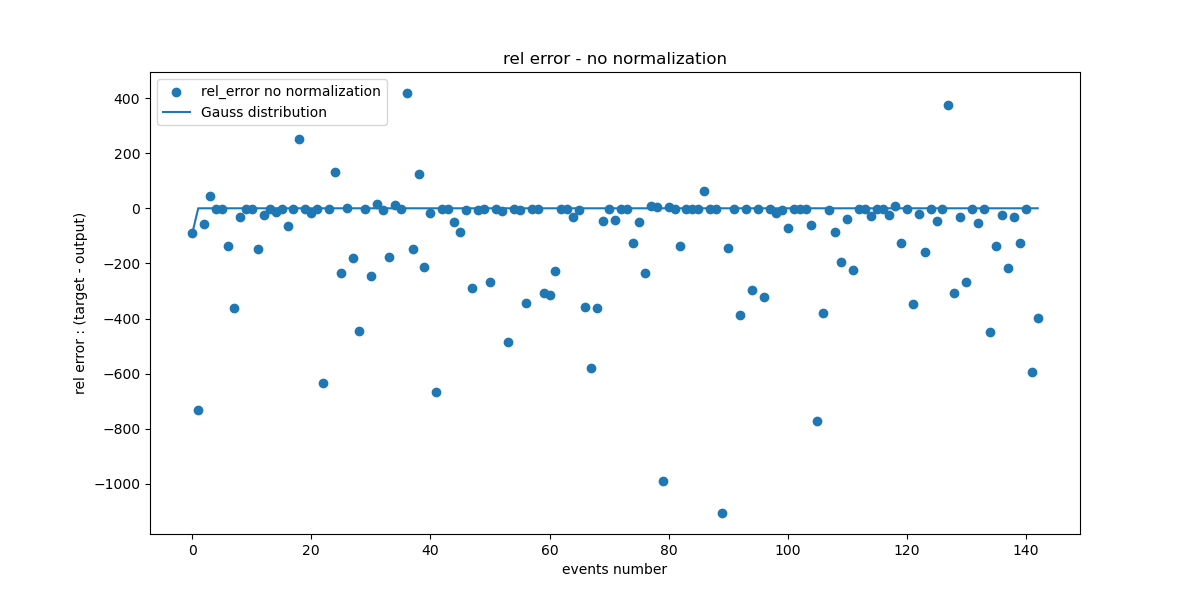 rel error - no normalization
rel_error no normalization
Gauss distribution
400
200
0
−200
−400
−600
−800
−1000
rel error : (target - output)
0 20 40 60 80 100 120 140
events number